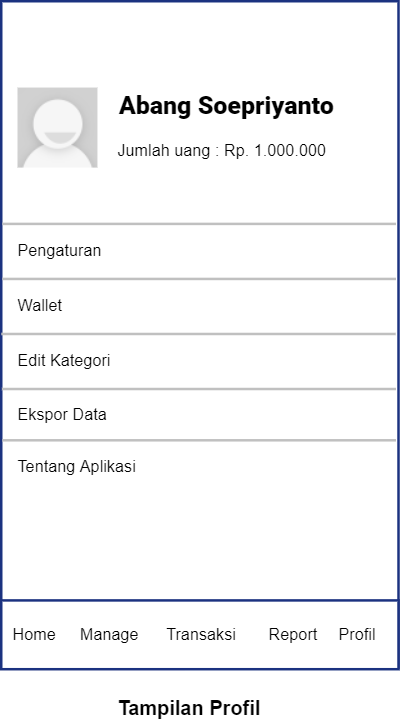 Abang Soepriyanto
Jumlah uang : Rp. 1.000.000
Pengaturan
Wallet
Edit Kategori
Ekspor Data
Tentang Aplikasi
Home Manage Transaksi Report Profil
Tampilan Profil